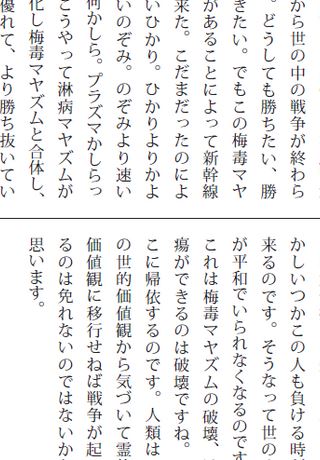 から世の中の戦争が終わら
。どうしても勝ちたい、勝
きたい。でもこの梅毒マヤ
があることによって新幹線
来た。こだまだったのによ
いひかり。ひかりよりかよ
いのぞみ。のぞみより速い
何かしら。プラズマかしらっ
こうやって淋病マヤズムが
化し梅毒マヤズムと合体し、
優れて、より勝ち抜いてい
かしいつかこの人も負ける時
来るのです。そうなって世の
が平和でいられなくなるのです
これは梅毒マヤズムの破壊、
瘍ができるのは破壊ですね。
こに帰依するのです。人類は
の世的価値観から気づいて霊
価値観に移行せねば戦争が起
るのは免れないのではないか
思います。